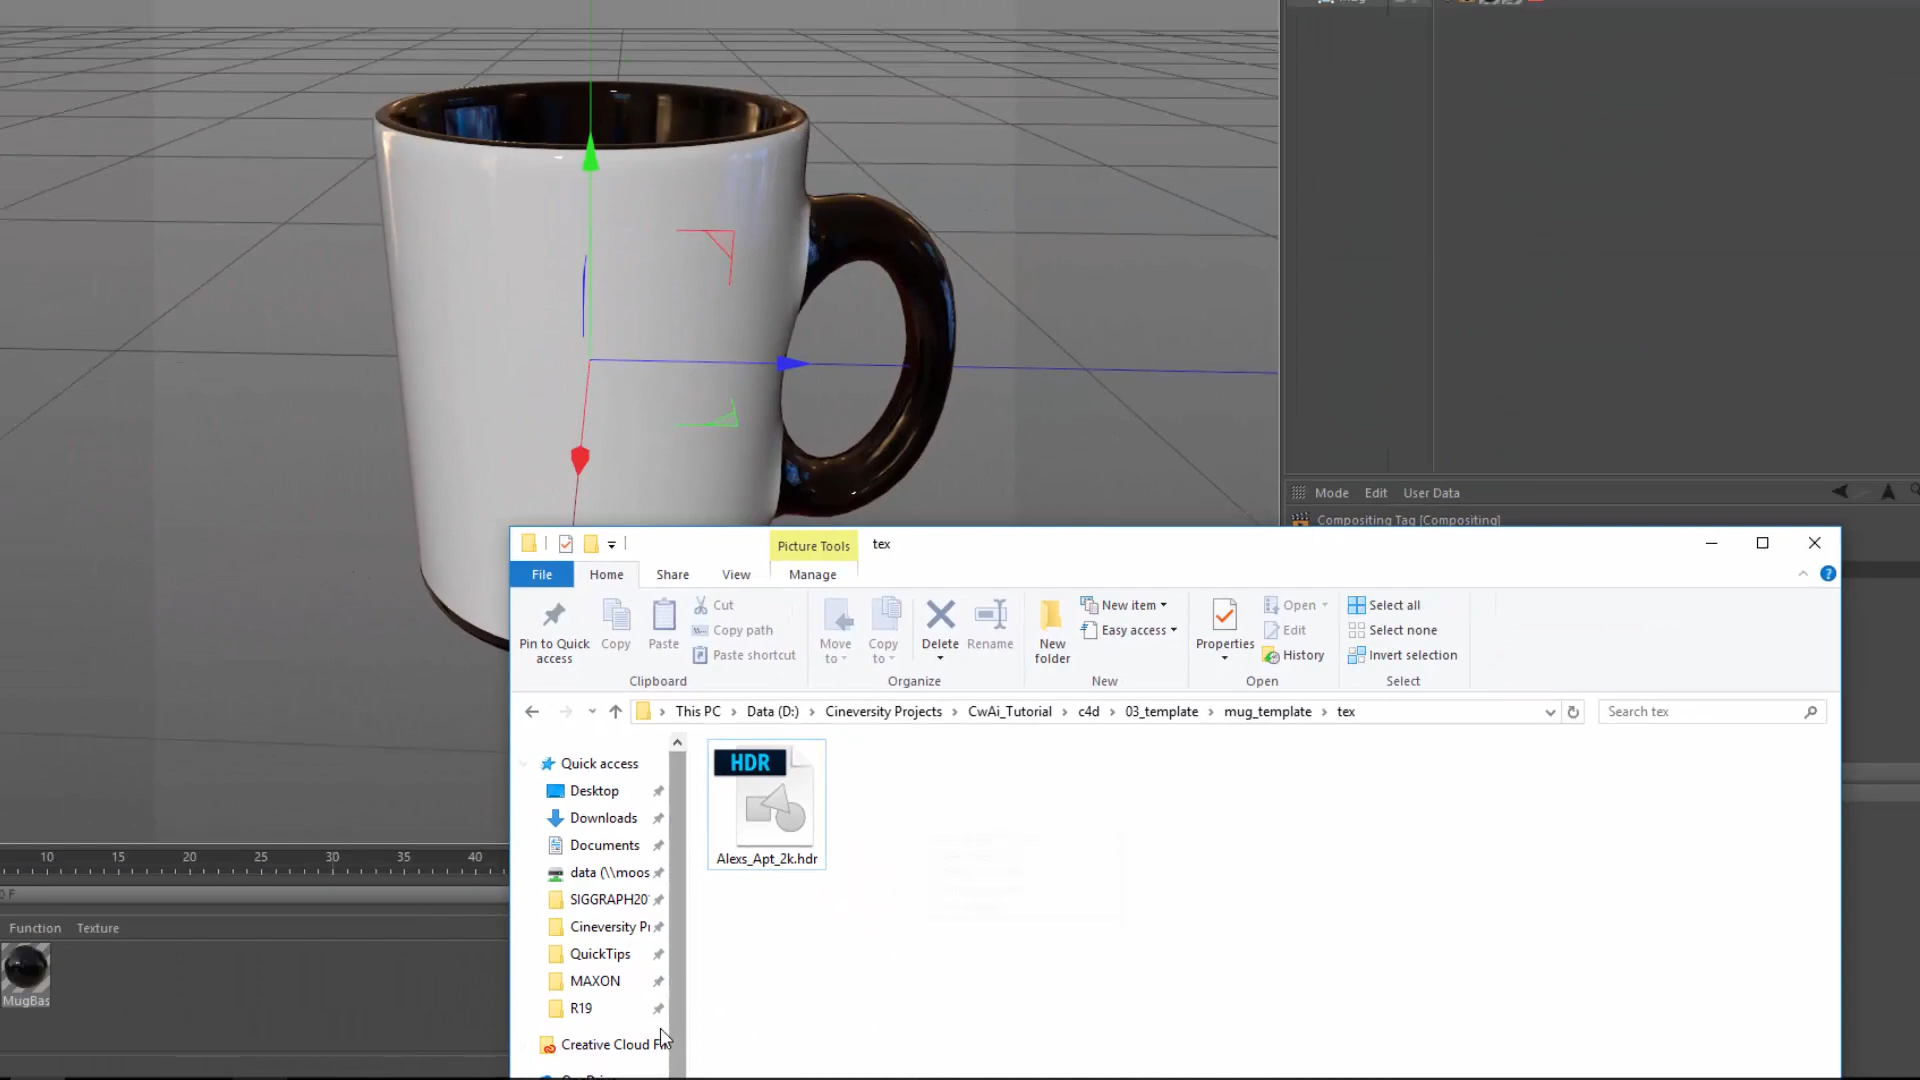 Mode Edit User Data
Compositing Tag [Compositing]
Picture Tools tex
File Home Share View Manage
Pin to Quick access
Copy
Paste
Cut
Copy path
Paste shortcut
Clipboard
Move to
Copy to
Delete
Rename
Organize
New folder
New item
Easy access
New
Properties
Open
Edit
History
Open
Select all
Select none
Invert selection
Select
This PC > Data (D:) > Cineversity Projects > CwAi_Tutorial > c4d > 03_template > mug_template > tex
Search tex
Quick access
Desktop
Downloads
Documents
data (\\moos
SIGGRAPH20
Cineversity Pr
QuickTips
MAXON
R19
Creative Cloud Fil
HDR
Alexs_Apt_2k.hdr
10 15 20 25 30 35 40
0 F
Function Texture
MugBas